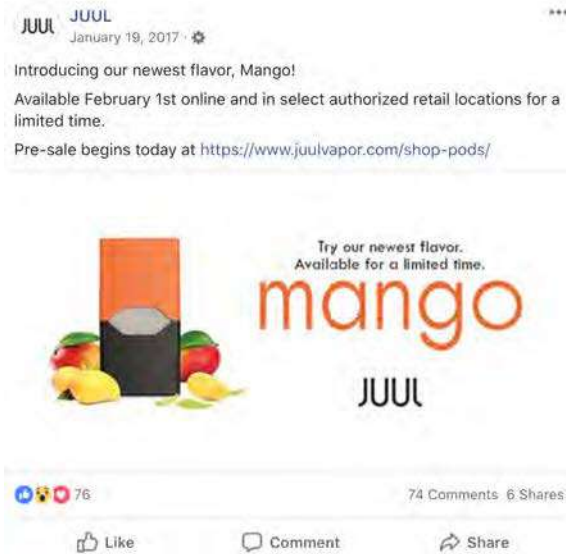 JUUL
JUUL
January 19, 2017 ·
Introducing our newest flavor, Mango!
Available February 1st online and in select authorized retail locations for a
limited time.
Pre-sale begins today at https://www.juulvapor.com/shop-pods/
Try our newest flavor.
Available for a limited time.
mango
JUUL
76
74 Comments 6 Shares
Like Comment Share